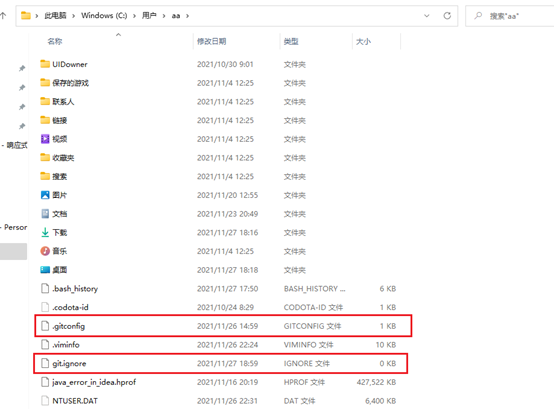 个 此电脑 › Windows (C:) › 用户 › aa › 搜索"aa"
名称 修改日期 类型 大小
UIDowner 2021/10/30 9:01 文件夹
保存的游戏 2021/11/4 12:25 文件夹
联系人 2021/11/4 12:25 文件夹
链接 2021/11/4 12:25 文件夹
- 响应式 视频 2021/11/4 12:25 文件夹
收藏夹 2021/11/4 12:25 文件夹
搜索 2021/11/4 12:25 文件夹
图片 2021/11/20 12:55 文件夹
文档 2021/11/23 20:49 文件夹
- Person 下载 2021/11/27 18:16 文件夹
音乐 2021/11/4 12:25 文件夹
桌面 2021/11/27 18:18 文件夹
.bash_history 2021/11/27 17:50 BASH_HISTORY ... 6 KB
.codota-id 2021/10/24 8:29 CODOTA-ID 文件 1 KB
.gitconfig 2021/11/26 14:59 GITCONFIG 文件 1 KB
.viminfo 2021/11/26 22:24 VIMINFO 文件 10 KB
git.ignore 2021/11/27 18:59 IGNORE 文件 0 KB
java_error_in_idea.hprof 2021/11/16 20:19 HPROF 文件 427,522 KB
NTUSER.DAT 2021/11/26 22:31 DAT 文件 6,400 KB